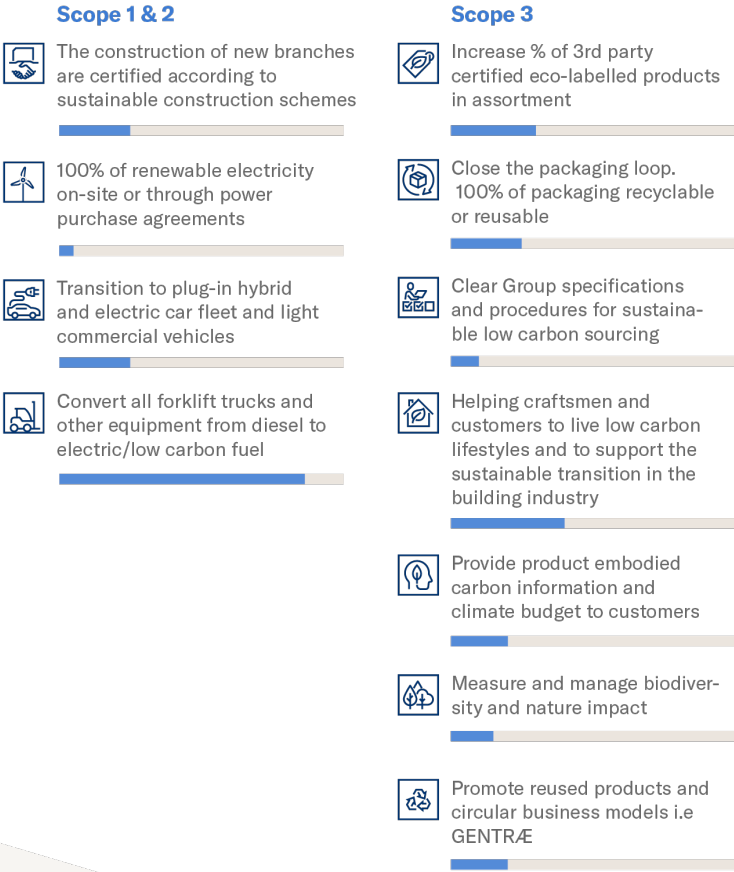 Scope 1 & 2
The construction of new branches
are certified according to
sustainable construction schemes
100% of renewable electricity
on-site or through power
purchase agreements
Transition to plug-in hybrid
and electric car fleet and light
commercial vehicles
Convert all forklift trucks and
other equipment from diesel to
electric/low carbon fuel
Scope 3
Increase % of 3rd party
certified eco-labelled products
in assortment
Close the packaging loop.
100% of packaging recyclable
or reusable
Clear Group specifications
and procedures for sustaina-
ble low carbon sourcing
Helping craftsmen and
customers to live low carbon
lifestyles and to support the
sustainable transition in the
building industry
Provide product embodied
carbon information and
climate budget to customers
Measure and manage biodiver-
sity and nature impact
Promote reused products and
circular business models i.e
GENTRÆ